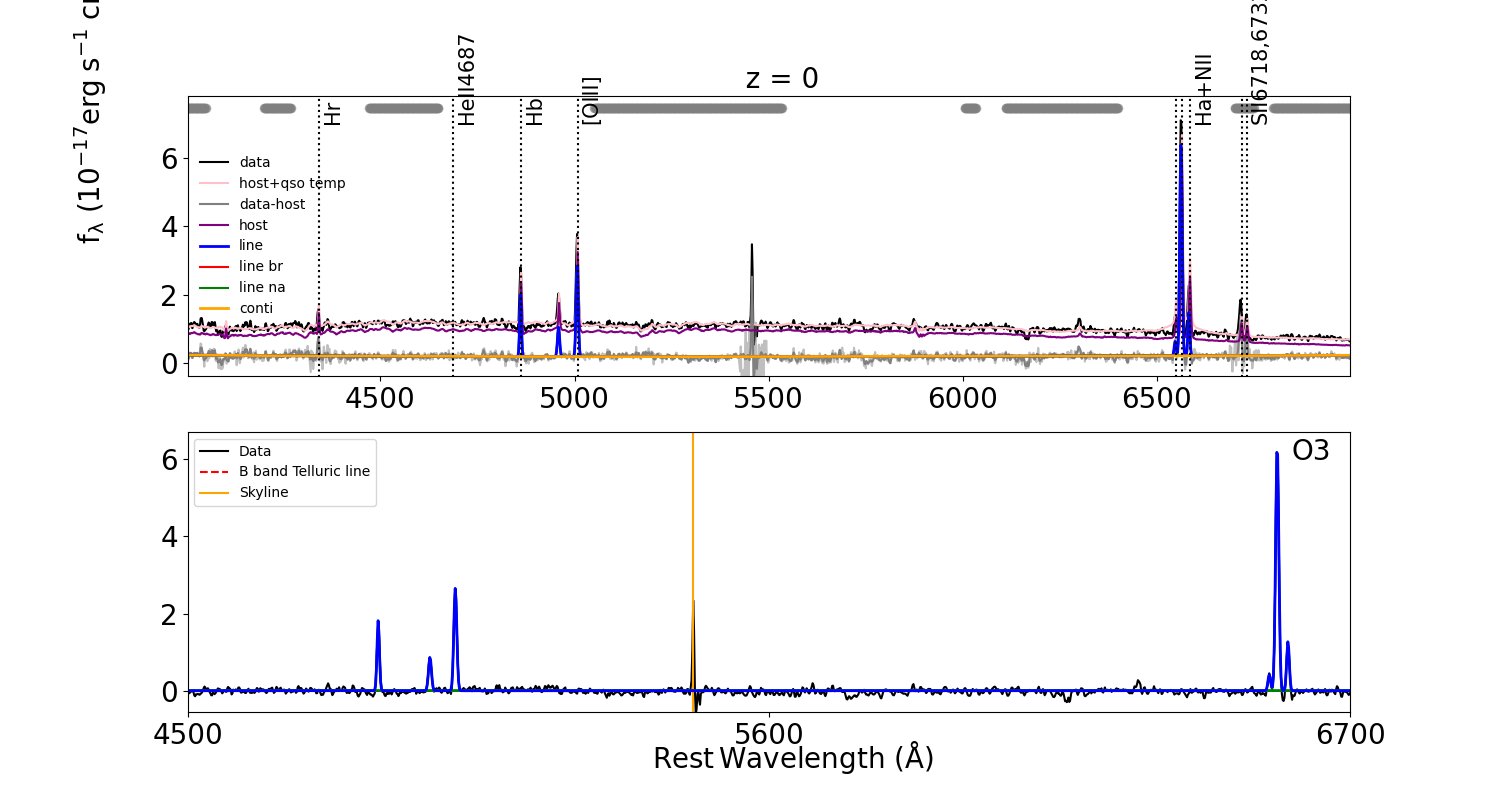 fλ (10⁻¹⁷erg s⁻¹
z = 0
Hr
HeII4687
Hb
[OIII]
Ha+NII
6
4
2
0
data
host+qso temp
data-host
host
line
line br
line na
conti
4500 5000 5500 6000 6500
Data
B band Telluric line
Skyline
O3
6
4
2
0
4500 5600 6700
Rest Wavelength (Å)